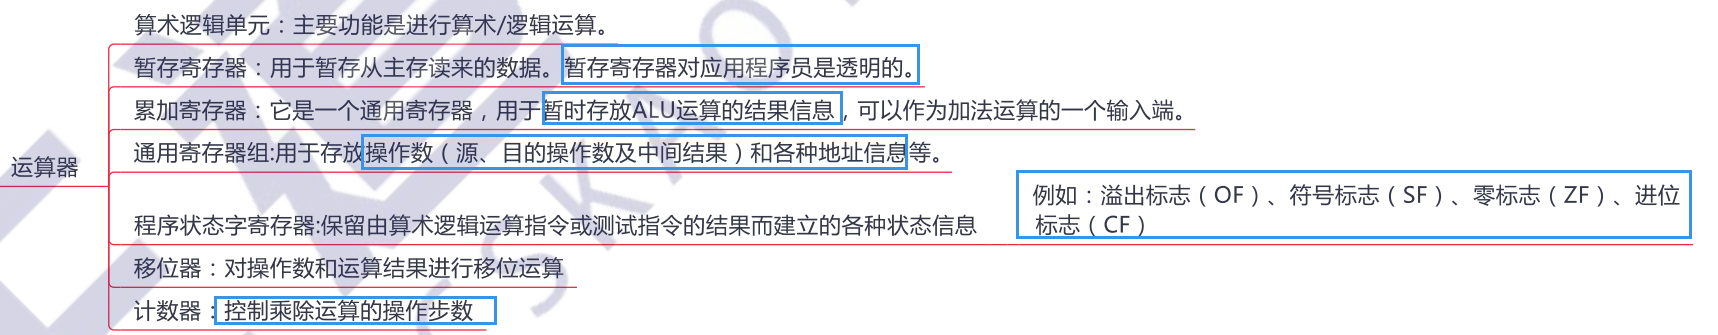 算术逻辑单元：主要功能是进行算术/逻辑运算。
暂存寄存器：用于暂存从主存读来的数据。暂存寄存器对应用程序员是透明的。
累加寄存器：它是一个通用寄存器，用于暂时存放ALU运算的结果信息，可以作为加法运算的一个输入端。
通用寄存器组:用于存放操作数（源、目的操作数及中间结果）和各种地址信息等。
运算器
例如：溢出标志（OF）、符号标志（SF）、零标志（ZF）、进位
标志（CF）
程序状态字寄存器:保留由算术逻辑运算指令或测试指令的结果而建立的各种状态信息
移位器：对操作数和运算结果进行移位运算
计数器：控制乘除运算的操作步数